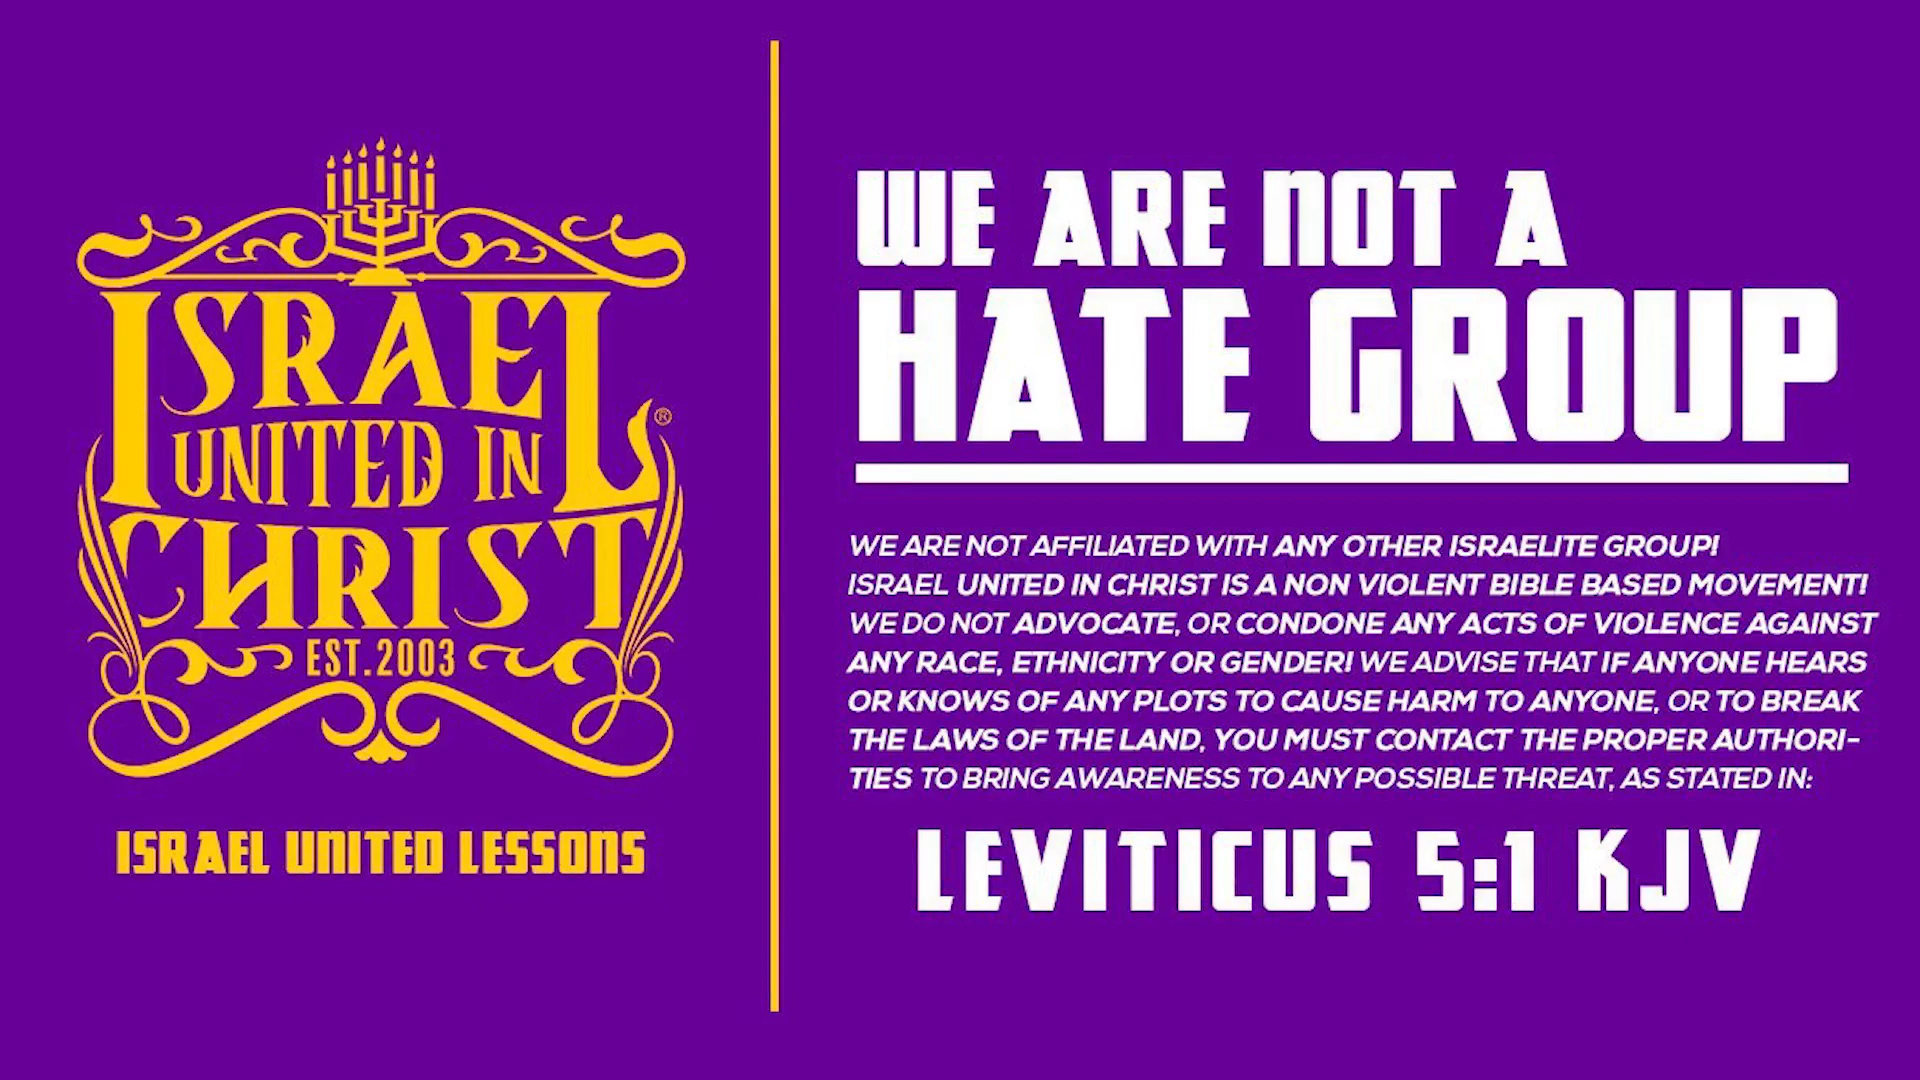 ISRAEL
UNITED IN
CHRIST
®
EST.2003
ISRAEL UNITED LESSONS
WE ARE NOT A
HATE GROUP
WE ARE NOT AFFILIATED WITH ANY OTHER ISRAELITE GROUP!
ISRAEL UNITED IN CHRIST IS A NON VIOLENT BIBLE BASED MOVEMENT!
WE DO NOT ADVOCATE, OR CONDONE ANY ACTS OF VIOLENCE AGAINST
ANY RACE, ETHNICITY OR GENDER! WE ADVISE THAT IF ANYONE HEARS
OR KNOWS OF ANY PLOTS TO CAUSE HARM TO ANYONE, OR TO BREAK
THE LAWS OF THE LAND, YOU MUST CONTACT THE PROPER AUTHORI-
TIES TO BRING AWARENESS TO ANY POSSIBLE THREAT, AS STATED IN:
LEVITICUS 5:1 KJV